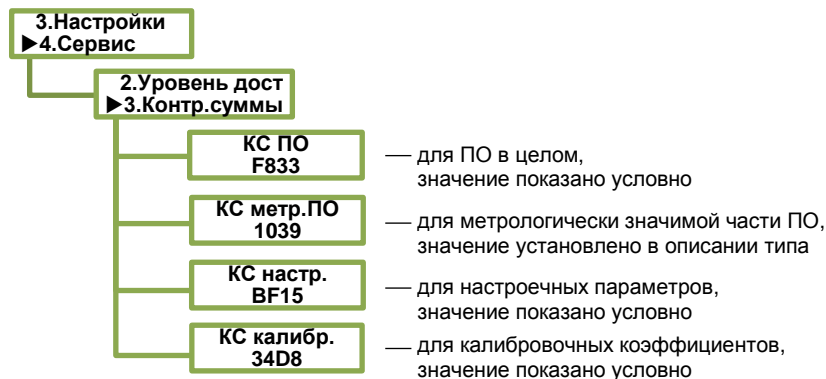 3.Настройки
▶4.Сервис
2.Уровень дост
▶3.Контр.суммы
КС ПО
F833
— для ПО в целом,
значение показано условно
КС метр.ПО
1039
— для метрологически значимой части ПО,
значение установлено в описании типа
КС настр.
BF15
— для настроечных параметров,
значение показано условно
КС калибр.
34D8
— для калибровочных коэффициентов,
значение показано условно